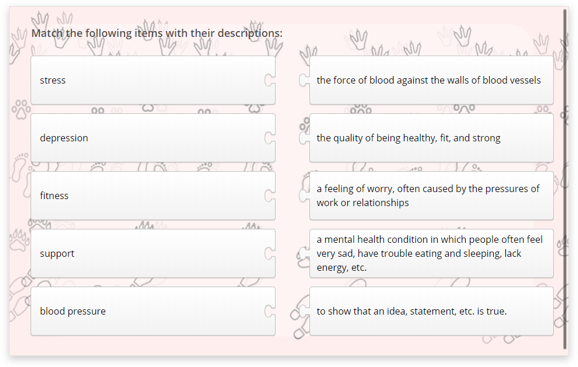 Match the following items with their descriptions:
stress
the force of blood against the walls of blood vessels
depression
the quality of being healthy, fit, and strong
fitness
a feeling of worry, often caused by the pressures of
work or relationships
support
a mental health condition in which people often feel
very sad, have trouble eating and sleeping, lack
energy, etc.
blood pressure
to show that an idea, statement, etc. is true.